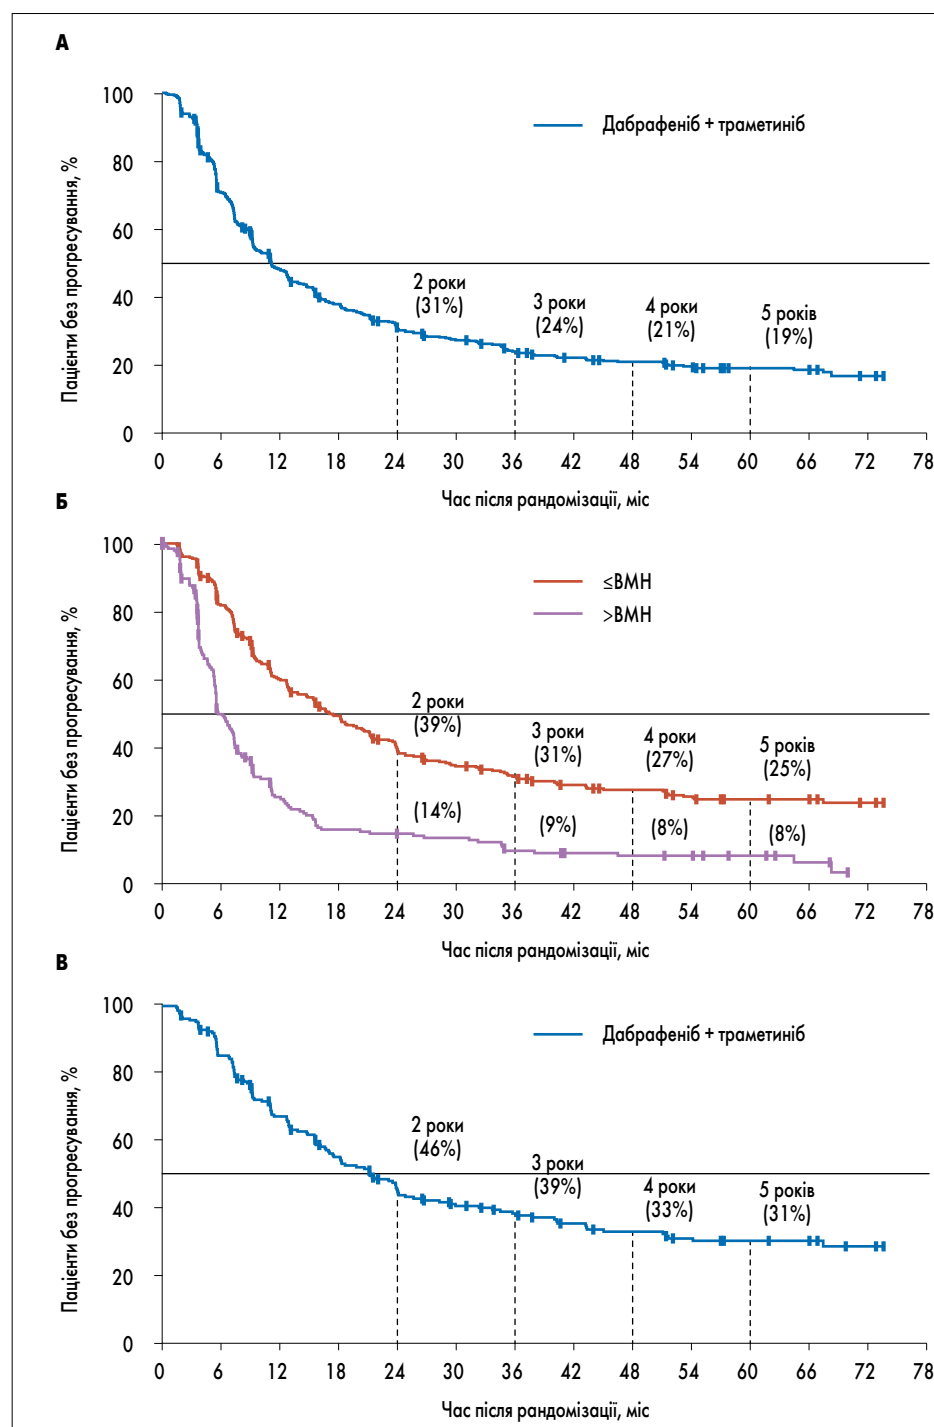 А
Пацієнти без прогресування, %
100
80
60
40
20
0
Дабрафеніб + траметиніб
2 роки
(31%)
3 роки
(24%)
4 роки
(21%)
5 років
(19%)
0 6 12 18 24 30 36 42 48 54 60 66 72 78
Час після рандомізації, міс
Б
Пацієнти без прогресування, %
100
80
60
40
20
0
≤ВМН
>ВМН
2 роки
(39%)
3 роки
(31%)
4 роки
(27%)
5 років
(25%)
(14%)
(9%)
(8%)
(8%)
0 6 12 18 24 30 36 42 48 54 60 66 72 78
Час після рандомізації, міс
В
Пацієнти без прогресування, %
100
80
60
40
20
0
Дабрафеніб + траметиніб
2 роки
(46%)
3 роки
(39%)
4 роки
(33%)
5 років
(31%)
0 6 12 18 24 30 36 42 48 54 60 66 72 78
Час після рандомізації, міс